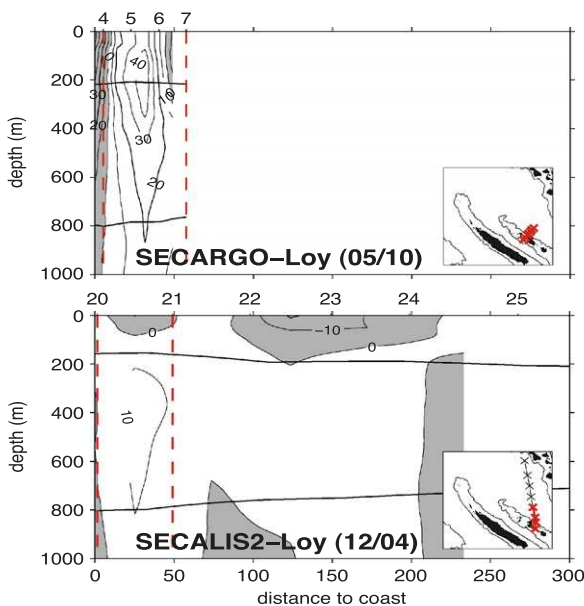 4 5 6 7
0
200
400
600
800
1000
depth (m)
0
40
30
10
20
30
20
SECARGO–Loy (05/10)
20 21 22 23 24 25
0
200
400
600
800
1000
depth (m)
0
−10
0
10
SECALIS2–Loy (12/04)
0 50 100 150 200 250 300
distance to coast